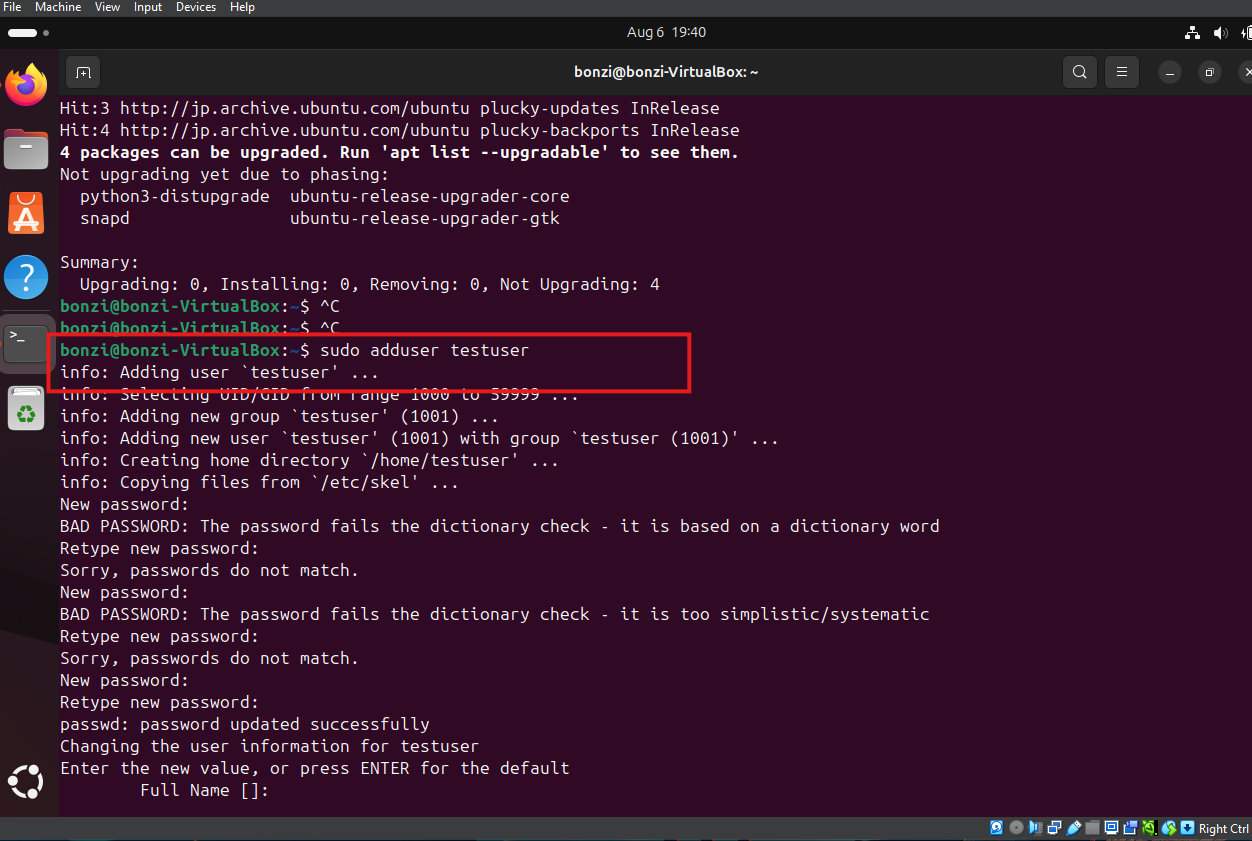 File Machine View Input Devices Help
Aug 6 19:40
bonzi@bonzi-VirtualBox: ~
Hit:3 http://jp.archive.ubuntu.com/ubuntu plucky-updates InRelease
Hit:4 http://jp.archive.ubuntu.com/ubuntu plucky-backports InRelease
4 packages can be upgraded. Run 'apt list --upgradable' to see them.
Not upgrading yet due to phasing:
  python3-distupgrade  ubuntu-release-upgrader-core
  snapd                ubuntu-release-upgrader-gtk

Summary:
  Upgrading: 0, Installing: 0, Removing: 0, Not Upgrading: 4
bonzi@bonzi-VirtualBox:~$ ^C
bonzi@bonzi-VirtualBox:~$ ^C
bonzi@bonzi-VirtualBox:~$ sudo adduser testuser
info: Adding user `testuser' ...
info: Selecting UID/GID from range 1000 to 59999 ...
info: Adding new group `testuser' (1001) ...
info: Adding new user `testuser' (1001) with group `testuser (1001)' ...
info: Creating home directory `/home/testuser' ...
info: Copying files from `/etc/skel' ...
New password:
BAD PASSWORD: The password fails the dictionary check - it is based on a dictionary word
Retype new password:
Sorry, passwords do not match.
New password:
BAD PASSWORD: The password fails the dictionary check - it is too simplistic/systematic
Retype new password:
Sorry, passwords do not match.
New password:
Retype new password:
passwd: password updated successfully
Changing the user information for testuser
Enter the new value, or press ENTER for the default
        Full Name []:
Right Ctrl